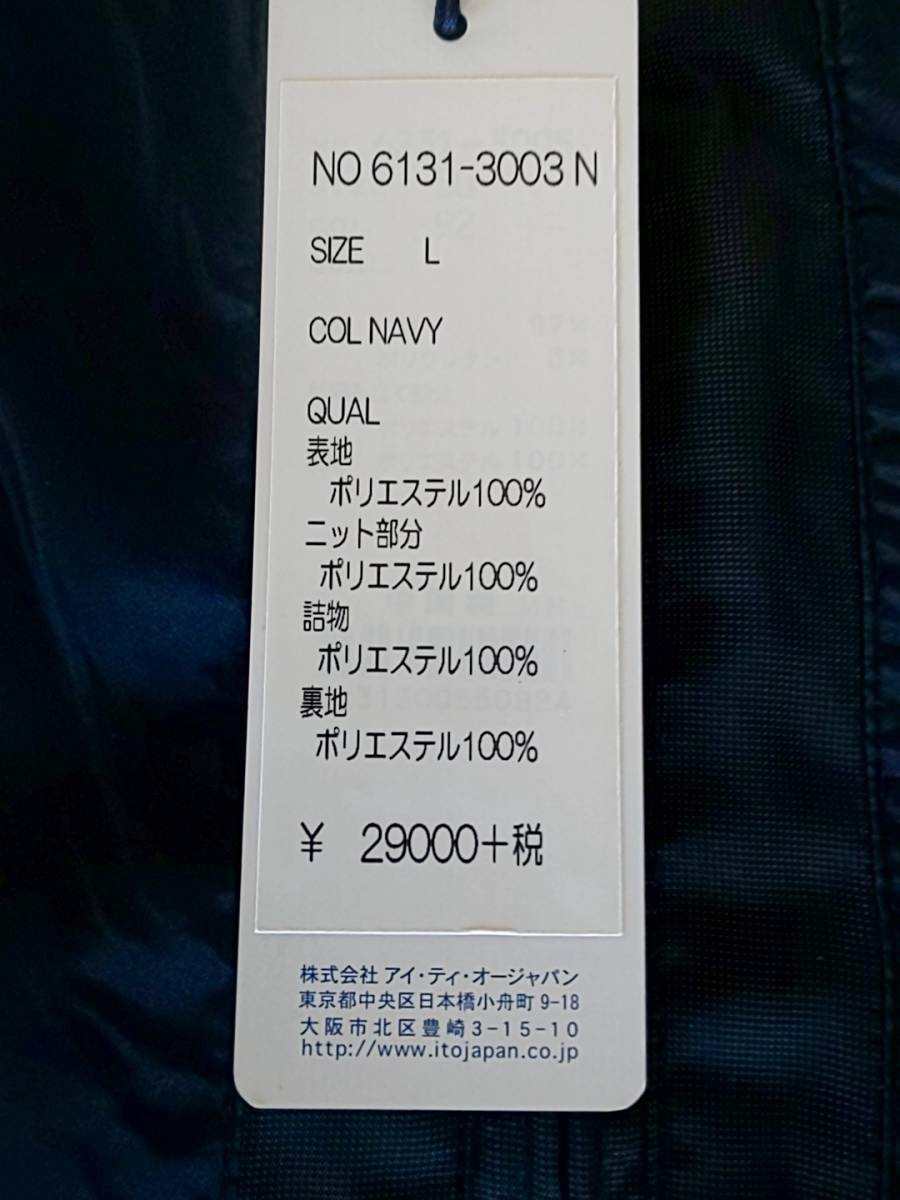 NO 6131-3003 N
SIZE L
COL NAVY
QUAL
表地
ポリエステル100%
ニット部分
ポリエステル100%
詰物
ポリエステル100%
裏地
ポリエステル100%
¥ 29000+税
株式会社 アイ・ティ・オージャパン
東京都中央区日本橋小舟町 9-18
大阪市北区豊崎 3-15-10
http://www.itojapan.co.jp